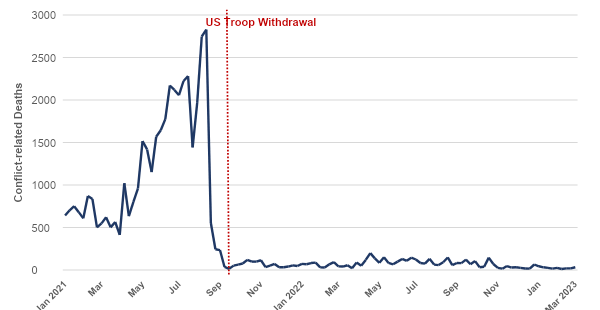 US Troop Withdrawal
Conflict-related Deaths
3000
2500
2000
1500
1000
500
0
an 2021
Mar
May
Jul
Sep
Nov
Jan 2022
Mar
May
Jul
Sep
Nov
Jan
Mar 2023